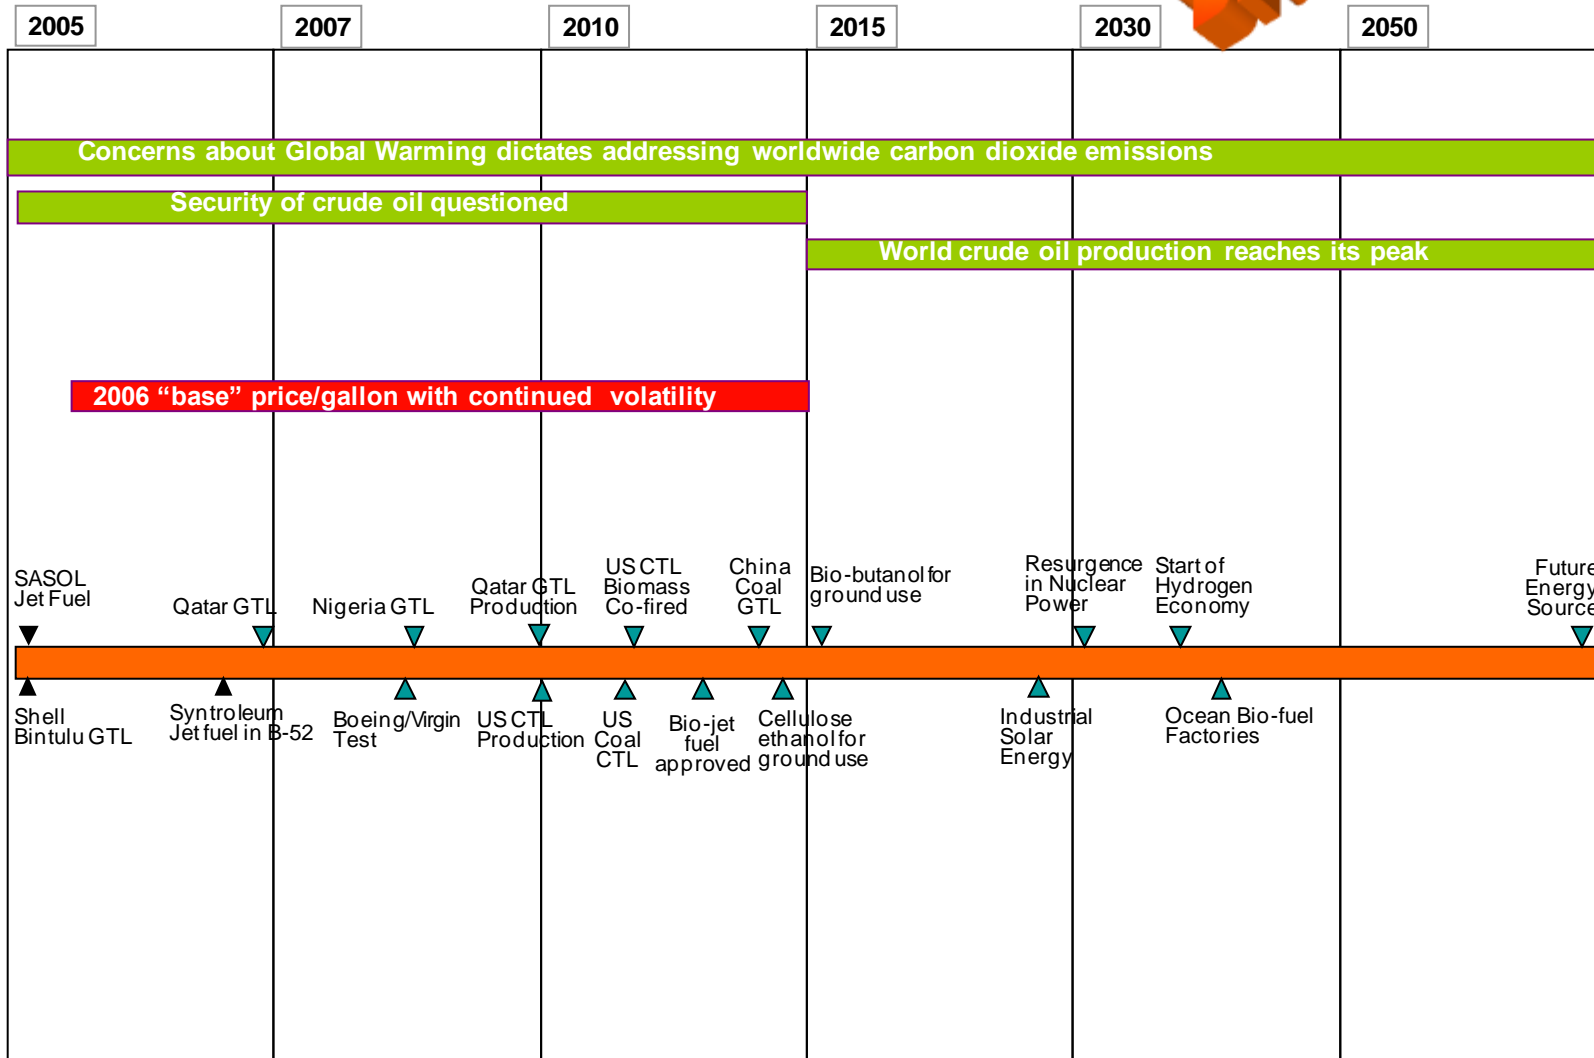 2005
2007
2010
2015
2030
2050
Concerns about Global Warming dictates addressing worldwide carbon dioxide emissions
Security of crude oil questioned
World crude oil production reaches its peak
2006 “base” price/gallon with continued volatility
SASOL
Jet Fuel
Qatar GTL
Nigeria GTL
Qatar GTL
Production
US CTL
Biomass
Co-fired
China
Coal
GTL
Bio-butanol for
ground use
Resurgence
in Nuclear
Power
Start of
Hydrogen
Economy
Future
Energy
Source
Shell
Bintulu GTL
Syntroleum
Jet fuel in B-52
Boeing/Virgin
Test
US CTL
Production
US
Coal
CTL
Bio-jet
fuel
approved
Cellulose
ethanol for
ground use
Industrial
Solar
Energy
Ocean Bio-fuel
Factories